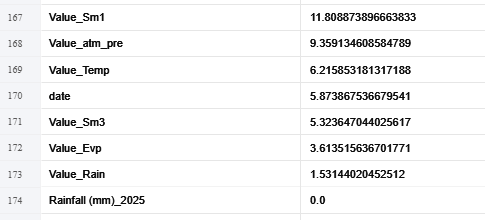 167 Value_Sm1 11.808873896663833
168 Value_atm_pre 9.359134608584789
169 Value_Temp 6.215853181317188
170 date 5.873867536679541
171 Value_Sm3 5.323647044025617
172 Value_Evp 3.613515636701771
173 Value_Rain 1.53144020452512
174 Rainfall (mm)_2025 0.0